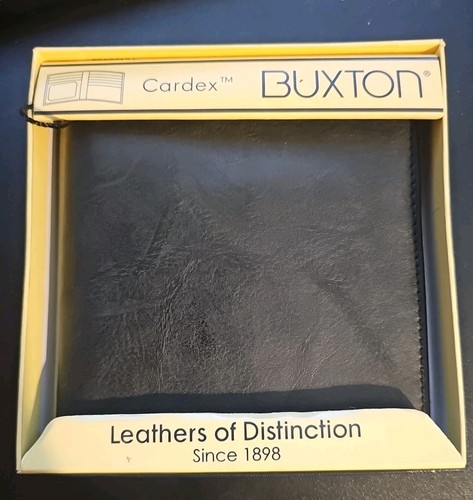 Cardex™ BUXTON®
Leathers of Distinction
Since 1898